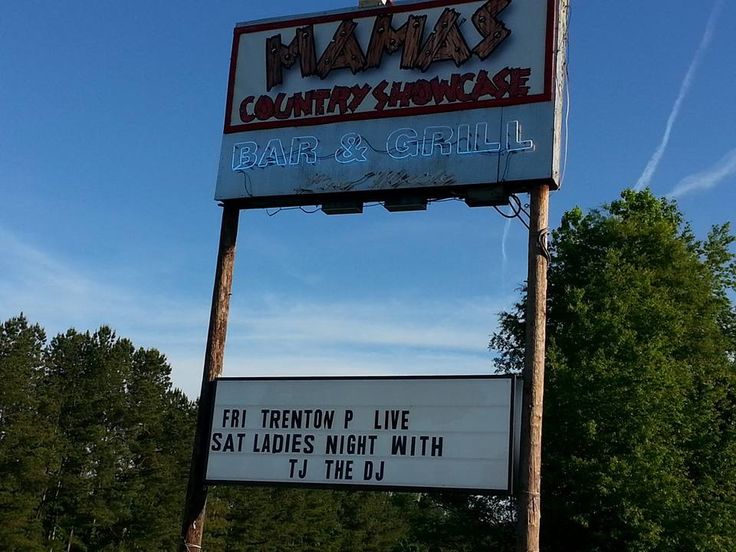 MAMAS
COUNTRY SHOWCASE
BAR & GRILL
FRI TRENTON P LIVE
SAT LADIES NIGHT WITH
TJ THE DJ